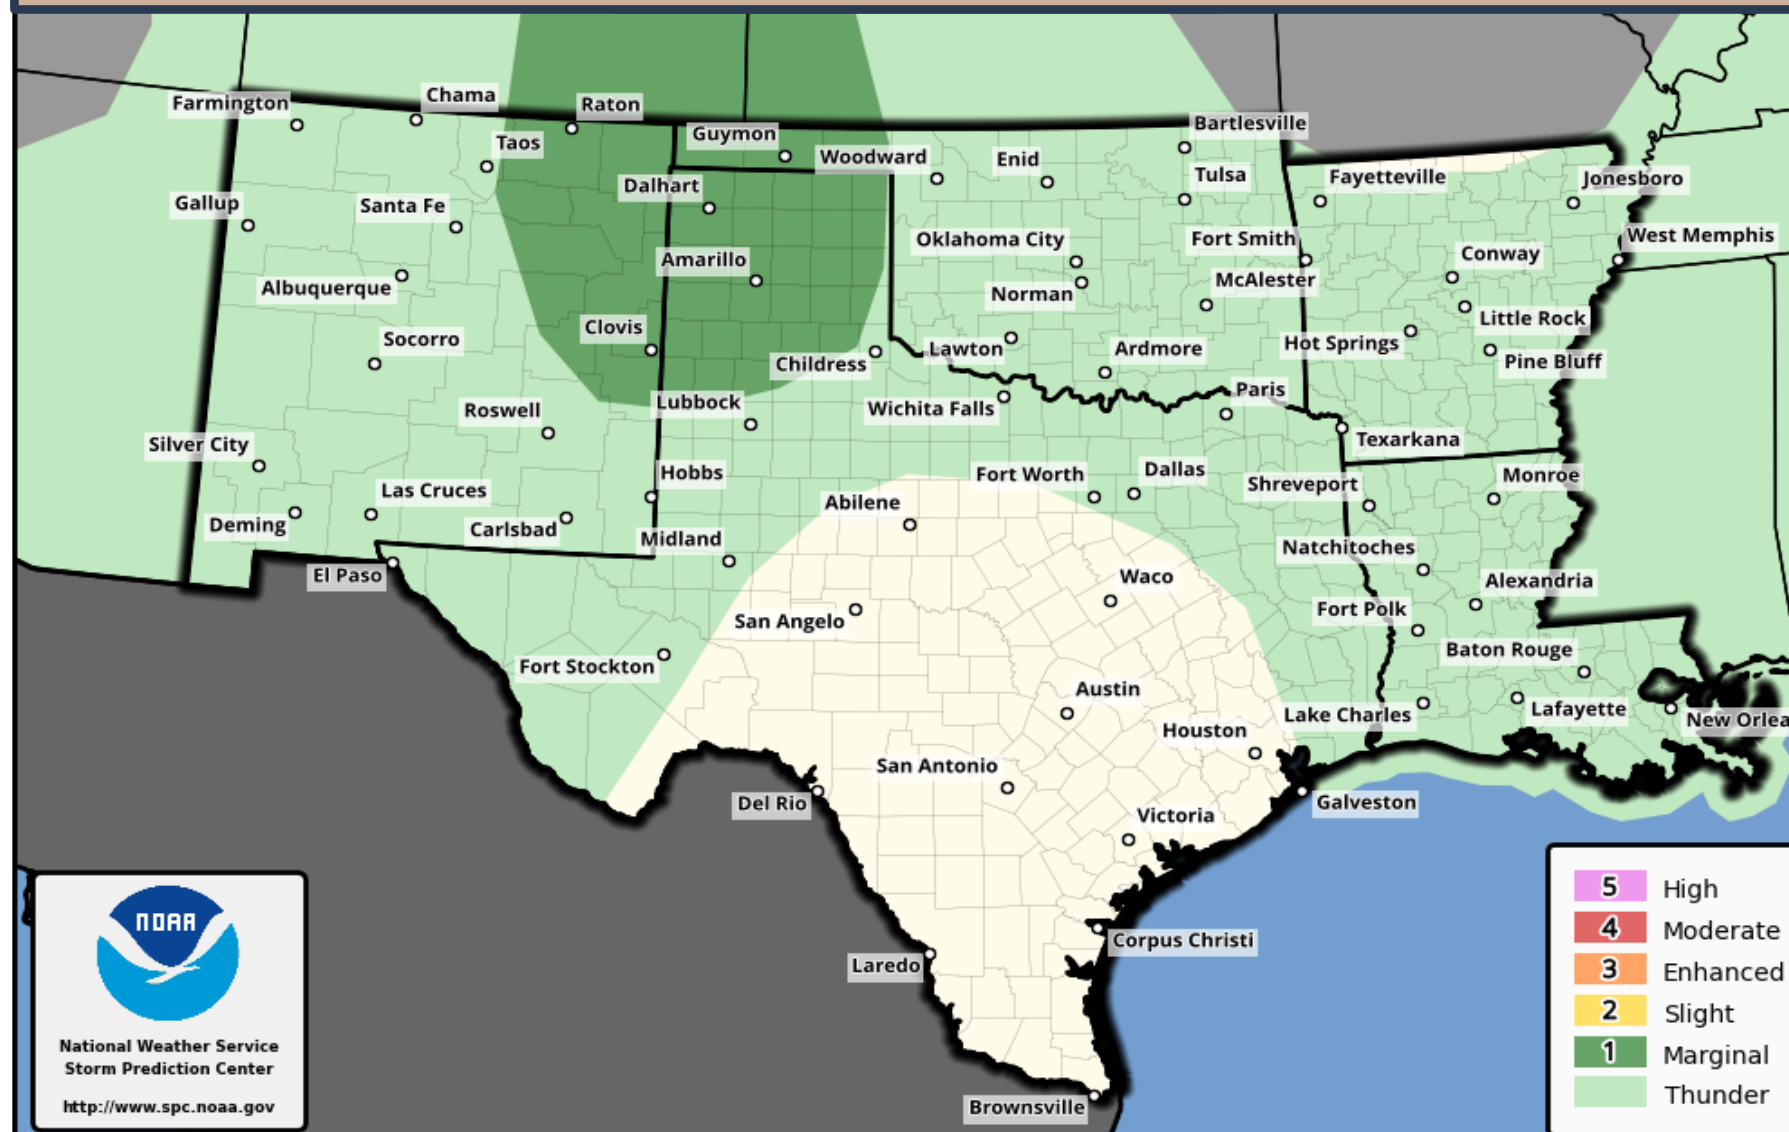 Farmington
Chama
Raton
Guymon
Bartlesville
Taos
Woodward
Enid
Tulsa
Fayetteville
Jonesboro
Dalhart
Gallup
Santa Fe
Oklahoma City
Fort Smith
West Memphis
Amarillo
Conway
Albuquerque
Norman
McAlester
Clovis
Little Rock
Socorro
Childress
Lawton
Ardmore
Hot Springs
Pine Bluff
Roswell
Lubbock
Wichita Falls
Paris
Silver City
Texarkana
Hobbs
Fort Worth
Dallas
Monroe
Las Cruces
Abilene
Shreveport
Deming
Carlsbad
Midland
Natchitoches
El Paso
Waco
Alexandria
San Angelo
Fort Polk
Fort Stockton
Baton Rouge
Austin
Lake Charles
Lafayette
New Orlea
Houston
San Antonio
Del Rio
Victoria
Galveston
Laredo
Corpus Christi
Brownsville
NOAA
National Weather Service
Storm Prediction Center
http://www.spc.noaa.gov
5 High
4 Moderate
3 Enhanced
2 Slight
1 Marginal
Thunder